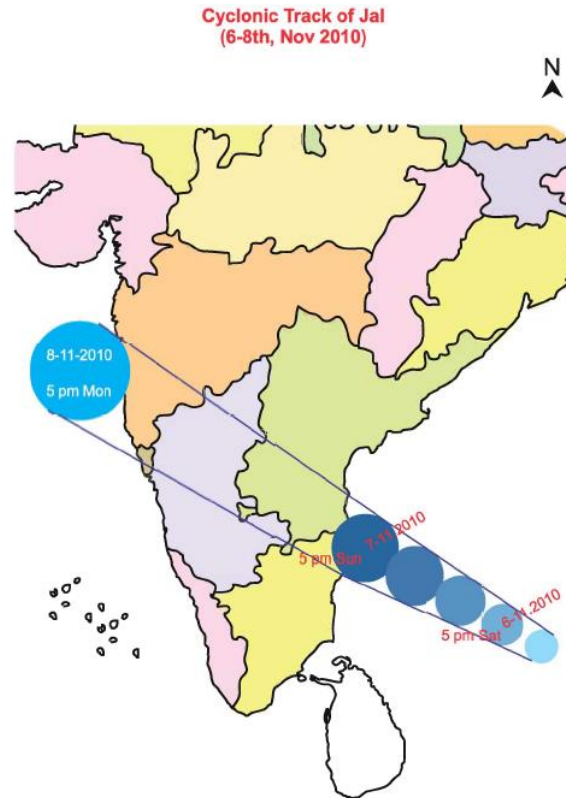 Cyclonic Track of Jal
(6-8th, Nov 2010)
N
8-11-2010
5 pm Mon
7-11.2010
5 pm Sun
6-11.2010
5 pm Sat